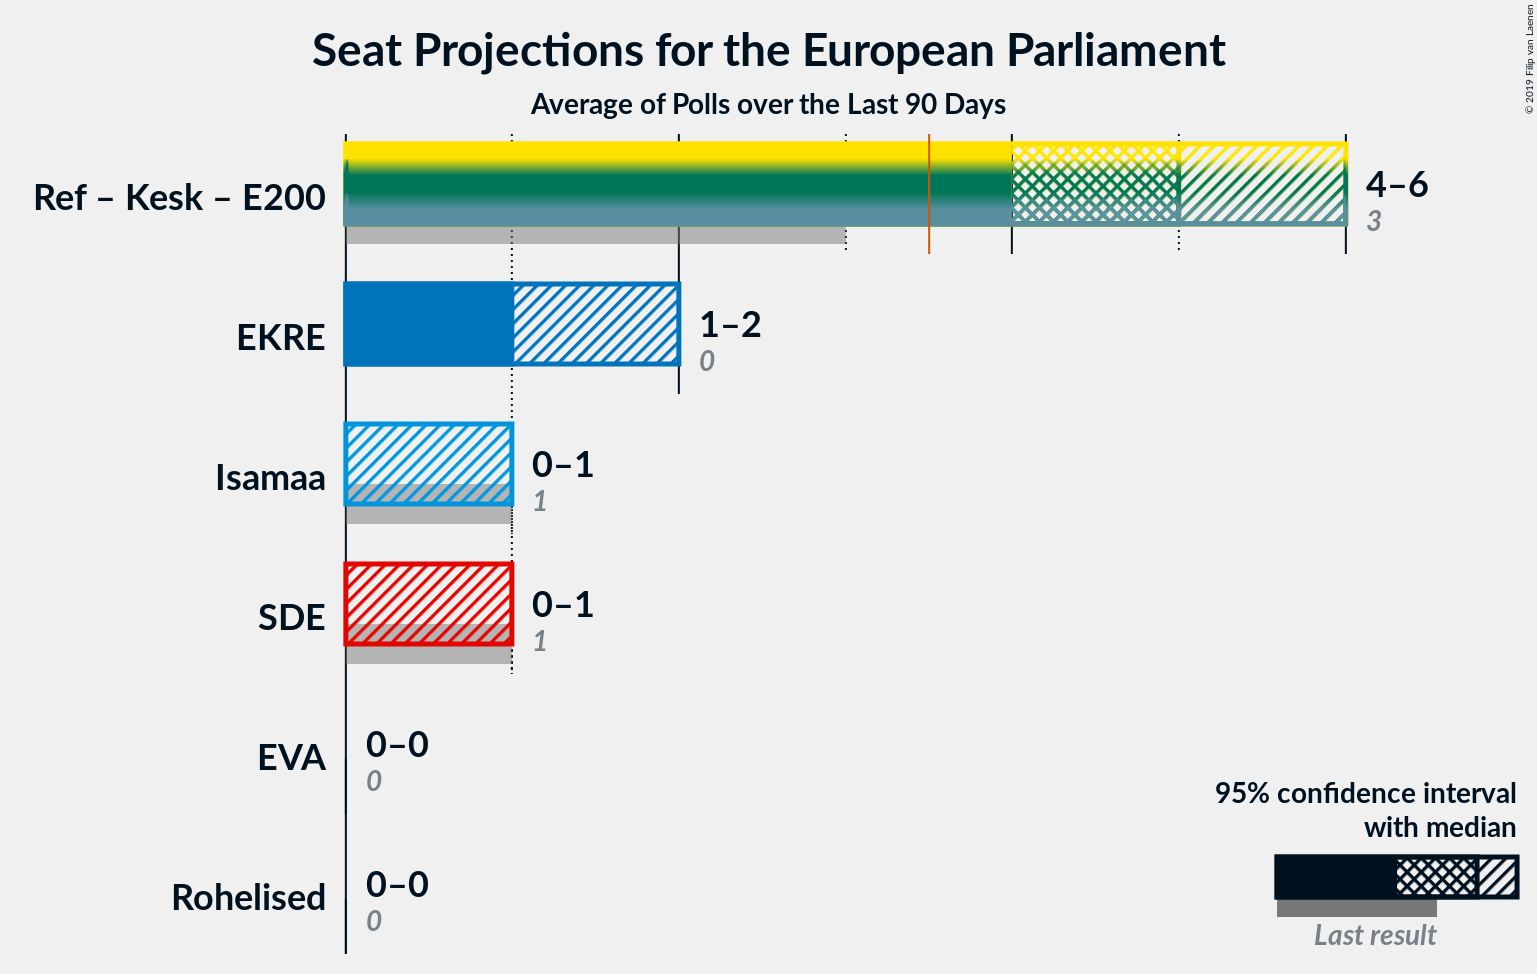 Seat Projections for the European Parliament
Average of Polls over the Last 90 Days
© 2019 Filip van Laenen
Ref – Kesk – E200
4–6
3
EKRE
1–2
0
Isamaa
0–1
1
SDE
0–1
1
EVA
0–0
0
Rohelised
0–0
0
95% confidence interval
with median
Last result